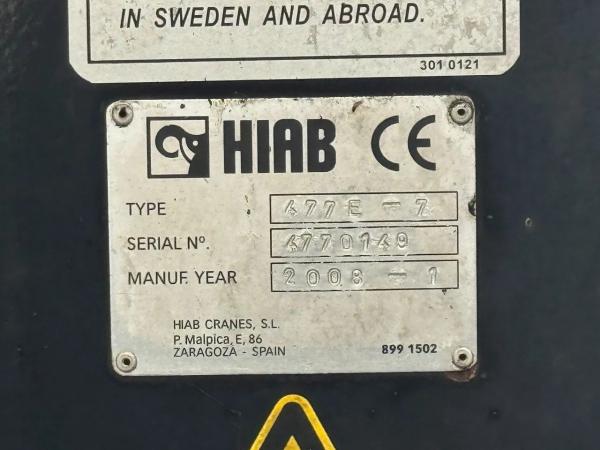 IN SWEDEN AND ABROAD.
301 0121
HIAB CE
TYPE 477E - 7
SERIAL Nº. 4770149
MANUF. YEAR 2008 - 1
HIAB CRANES, S.L.
P. Malpica, E, 86
ZARAGOZA - SPAIN 899 1502